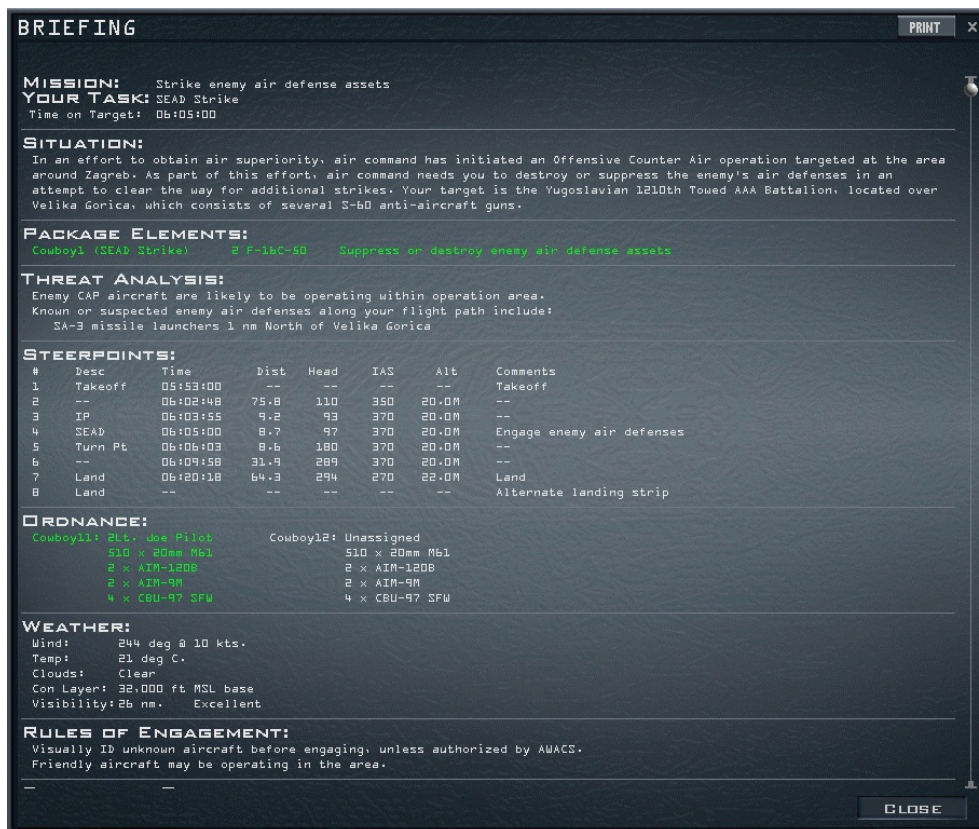 BRIEFING
PRINT X
MISSION: Strike enemy air defense assets
YOUR TASK: SEAD Strike
Time on Target: 06:05:00
SITUATION:
In an effort to obtain air superiority, air command has initiated an Offensive Counter Air operation targeted at the area
around Zagreb. As part of this effort, air command needs you to destroy or suppress the enemy's air defenses in an
attempt to clear the way for additional strikes. Your target is the Yugoslavian 1210th Towed AAA Battalion, located over
Velika Gorica, which consists of several S-60 anti-aircraft guns.
PACKAGE ELEMENTS:
Cowboy1 (SEAD Strike) 2 F-16C-50 Suppress or destroy enemy air defense assets
THREAT ANALYSIS:
Enemy CAP aircraft are likely to be operating within operation area.
Known or suspected enemy air defenses along your flight path include:
SA-3 missile launchers 1 nm North of Velika Gorica
STEERPOINTS:
# Desc Time Dist Head IAS Alt Comments
1 Takeoff 05:53:00 -- -- -- -- Takeoff
2 -- 06:02:48 75.8 110 350 20.0M --
3 IP 06:03:55 9.2 93 370 20.0M --
4 SEAD 06:05:00 8.7 97 370 20.0M Engage enemy air defenses
5 Turn Pt 06:06:03 8.6 180 370 20.0M --
6 -- 06:09:58 31.9 289 370 20.0M --
7 Land 06:20:18 64.3 294 270 22.0M Land
8 Land -- -- -- -- -- Alternate landing strip
ORDNANCE:
Cowboy11: 2Lt. Joe Pilot Cowboy12: Unassigned
510 x 20mm M61 510 x 20mm M61
2 x AIM-120B 2 x AIM-120B
2 x AIM-9M 2 x AIM-9M
4 x CBU-97 SFW 4 x CBU-97 SFW
WEATHER:
Wind: 244 deg @ 10 kts.
Temp: 21 deg C.
Clouds: Clear
Con Layer: 32,000 ft MSL base
Visibility: 26 nm. Excellent
RULES OF ENGAGEMENT:
Visually ID unknown aircraft before engaging, unless authorized by AWACS.
Friendly aircraft may be operating in the area.
CLOSE